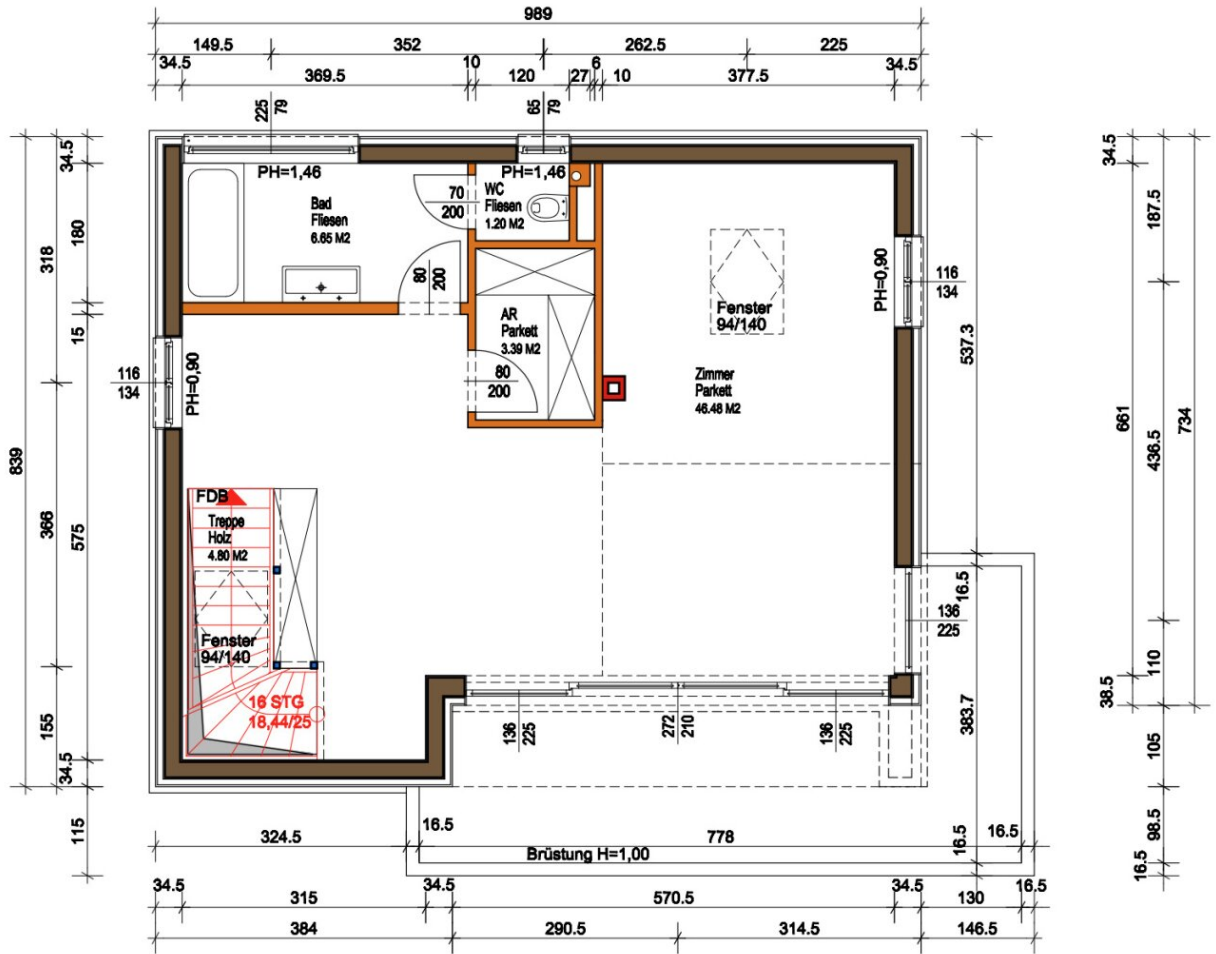 989
149.5 352 262.5 225
34.5 369.5 10 120 27 6 10 377.5 34.5
225
79
65
79
PH=1,46
PH=1,46
Bad
Fliesen
6.65 M2
70
200
WC
Fliesen
1.20 M2
80
200
AR
Parkett
3.39 M2
80
200
Fenster
94/140
Zimmer
Parkett
46.48 M2
PH=0,90
116
134
PH=0,90
116
134
FDB
Treppe
Holz
4.80 M2
Fenster
94/140
16 STG
18,44/25
136
225
272
210
136
225
136
225
839
318
366
155
34.5
180
15
575
34.5
115
537.3
16.5
383.7
16.5
34.5
661
38.5
187.5
436.5
110
105
98.5
16.5
734
324.5 16.5 778 16.5
Brüstung H=1,00
34.5 315 34.5 570.5 34.5 130 16.5
384 290.5 314.5 146.5